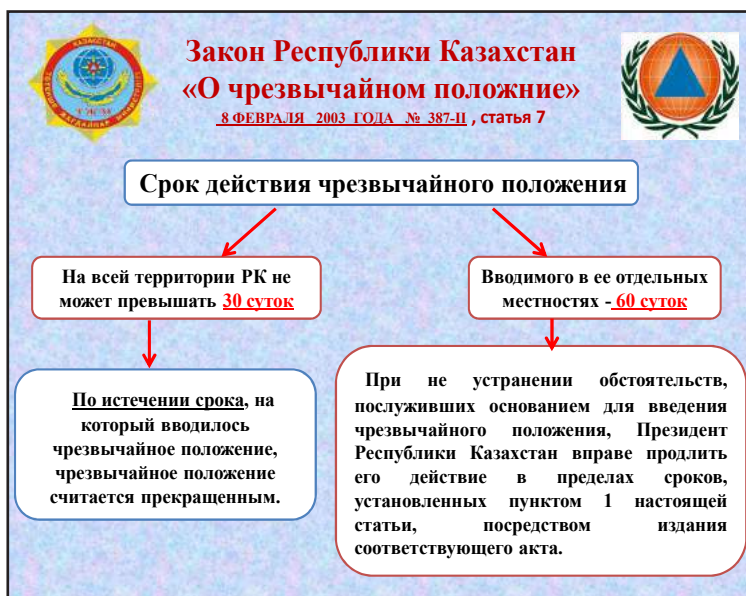 Закон Республики Казахстан
«О чрезвычайном положние»
8 ФЕВРАЛЯ 2003 ГОДА № 387-II , статья 7
Срок действия чрезвычайного положения
На всей территории РК не
может превышать 30 суток
Вводимого в ее отдельных
местностях - 60 суток
По истечении срока, на
который вводилось
чрезвычайное положение,
чрезвычайное положение
считается прекращенным.
При не устранении обстоятельств,
послуживших основанием для введения
чрезвычайного положения, Президент
Республики Казахстан вправе продлить
его действие в пределах сроков,
установленных пунктом 1 настоящей
статьи, посредством издания
соответствующего акта.